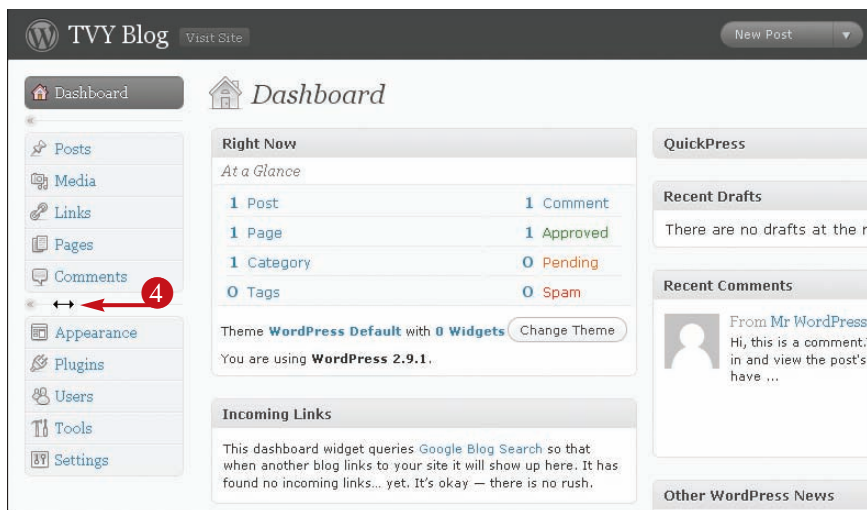 TVY Blog Visit Site
New Post
Dashboard
Posts
Media
Links
Pages
Comments
4
Appearance
Plugins
Users
Tools
Settings
Dashboard
Right Now
At a Glance
1 Post 1 Comment
1 Page 1 Approved
1 Category 0 Pending
0 Tags 0 Spam
Theme WordPress Default with 0 Widgets Change Theme
You are using WordPress 2.9.1.
Incoming Links
This dashboard widget queries Google Blog Search so that
when another blog links to your site it will show up here. It has
found no incoming links... yet. It's okay — there is no rush.
QuickPress
Recent Drafts
There are no drafts at the
Recent Comments
From Mr WordPress
Hi, this is a comment.
in and view the post's
have ...
Other WordPress News